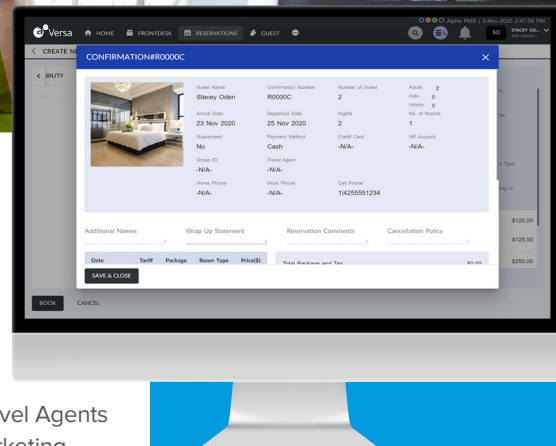 Versa HOME FRONTDESK RESERVATIONS GUEST
Alpha PMS | 5-Nov-2020 2:47:58 PM
SO STACEY OD...
CREATE N
CONFIRMATION#R0000C
BILITY
Guest Name Confirmation Number Number of Guest Adults 2
Stacey Oden R0000C 2 Kids 0
Infants 0
Arrival Date Departure Date Nights No. of Rooms
23 Nov 2020 25 Nov 2020 2 1
Guaranteed Payment Method Credit Card AR Account
No Cash -N/A- -N/A-
Group ID Travel Agent
-N/A- -N/A-
Home Phone Work Phone Cell Phone
-N/A- -N/A- 1|4255551234
Type
Additional Names Wrap Up Statement Reservation Comments Cancellation Policy
$125.00
$125.00
Date Tariff Package Room Type Price($) Total Package and Tax $0.00
$250.00
SAVE & CLOSE
BOOK CANCEL
vel Agents